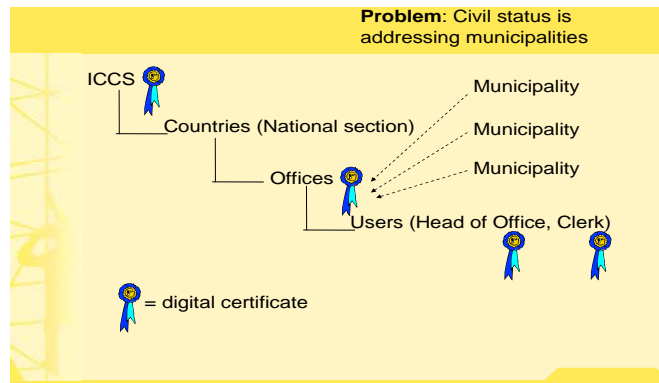 Problem: Civil status is
addressing municipalities
ICCS
Municipality
Countries (National section)
Municipality
Municipality
Offices
Users (Head of Office, Clerk)
= digital certificate